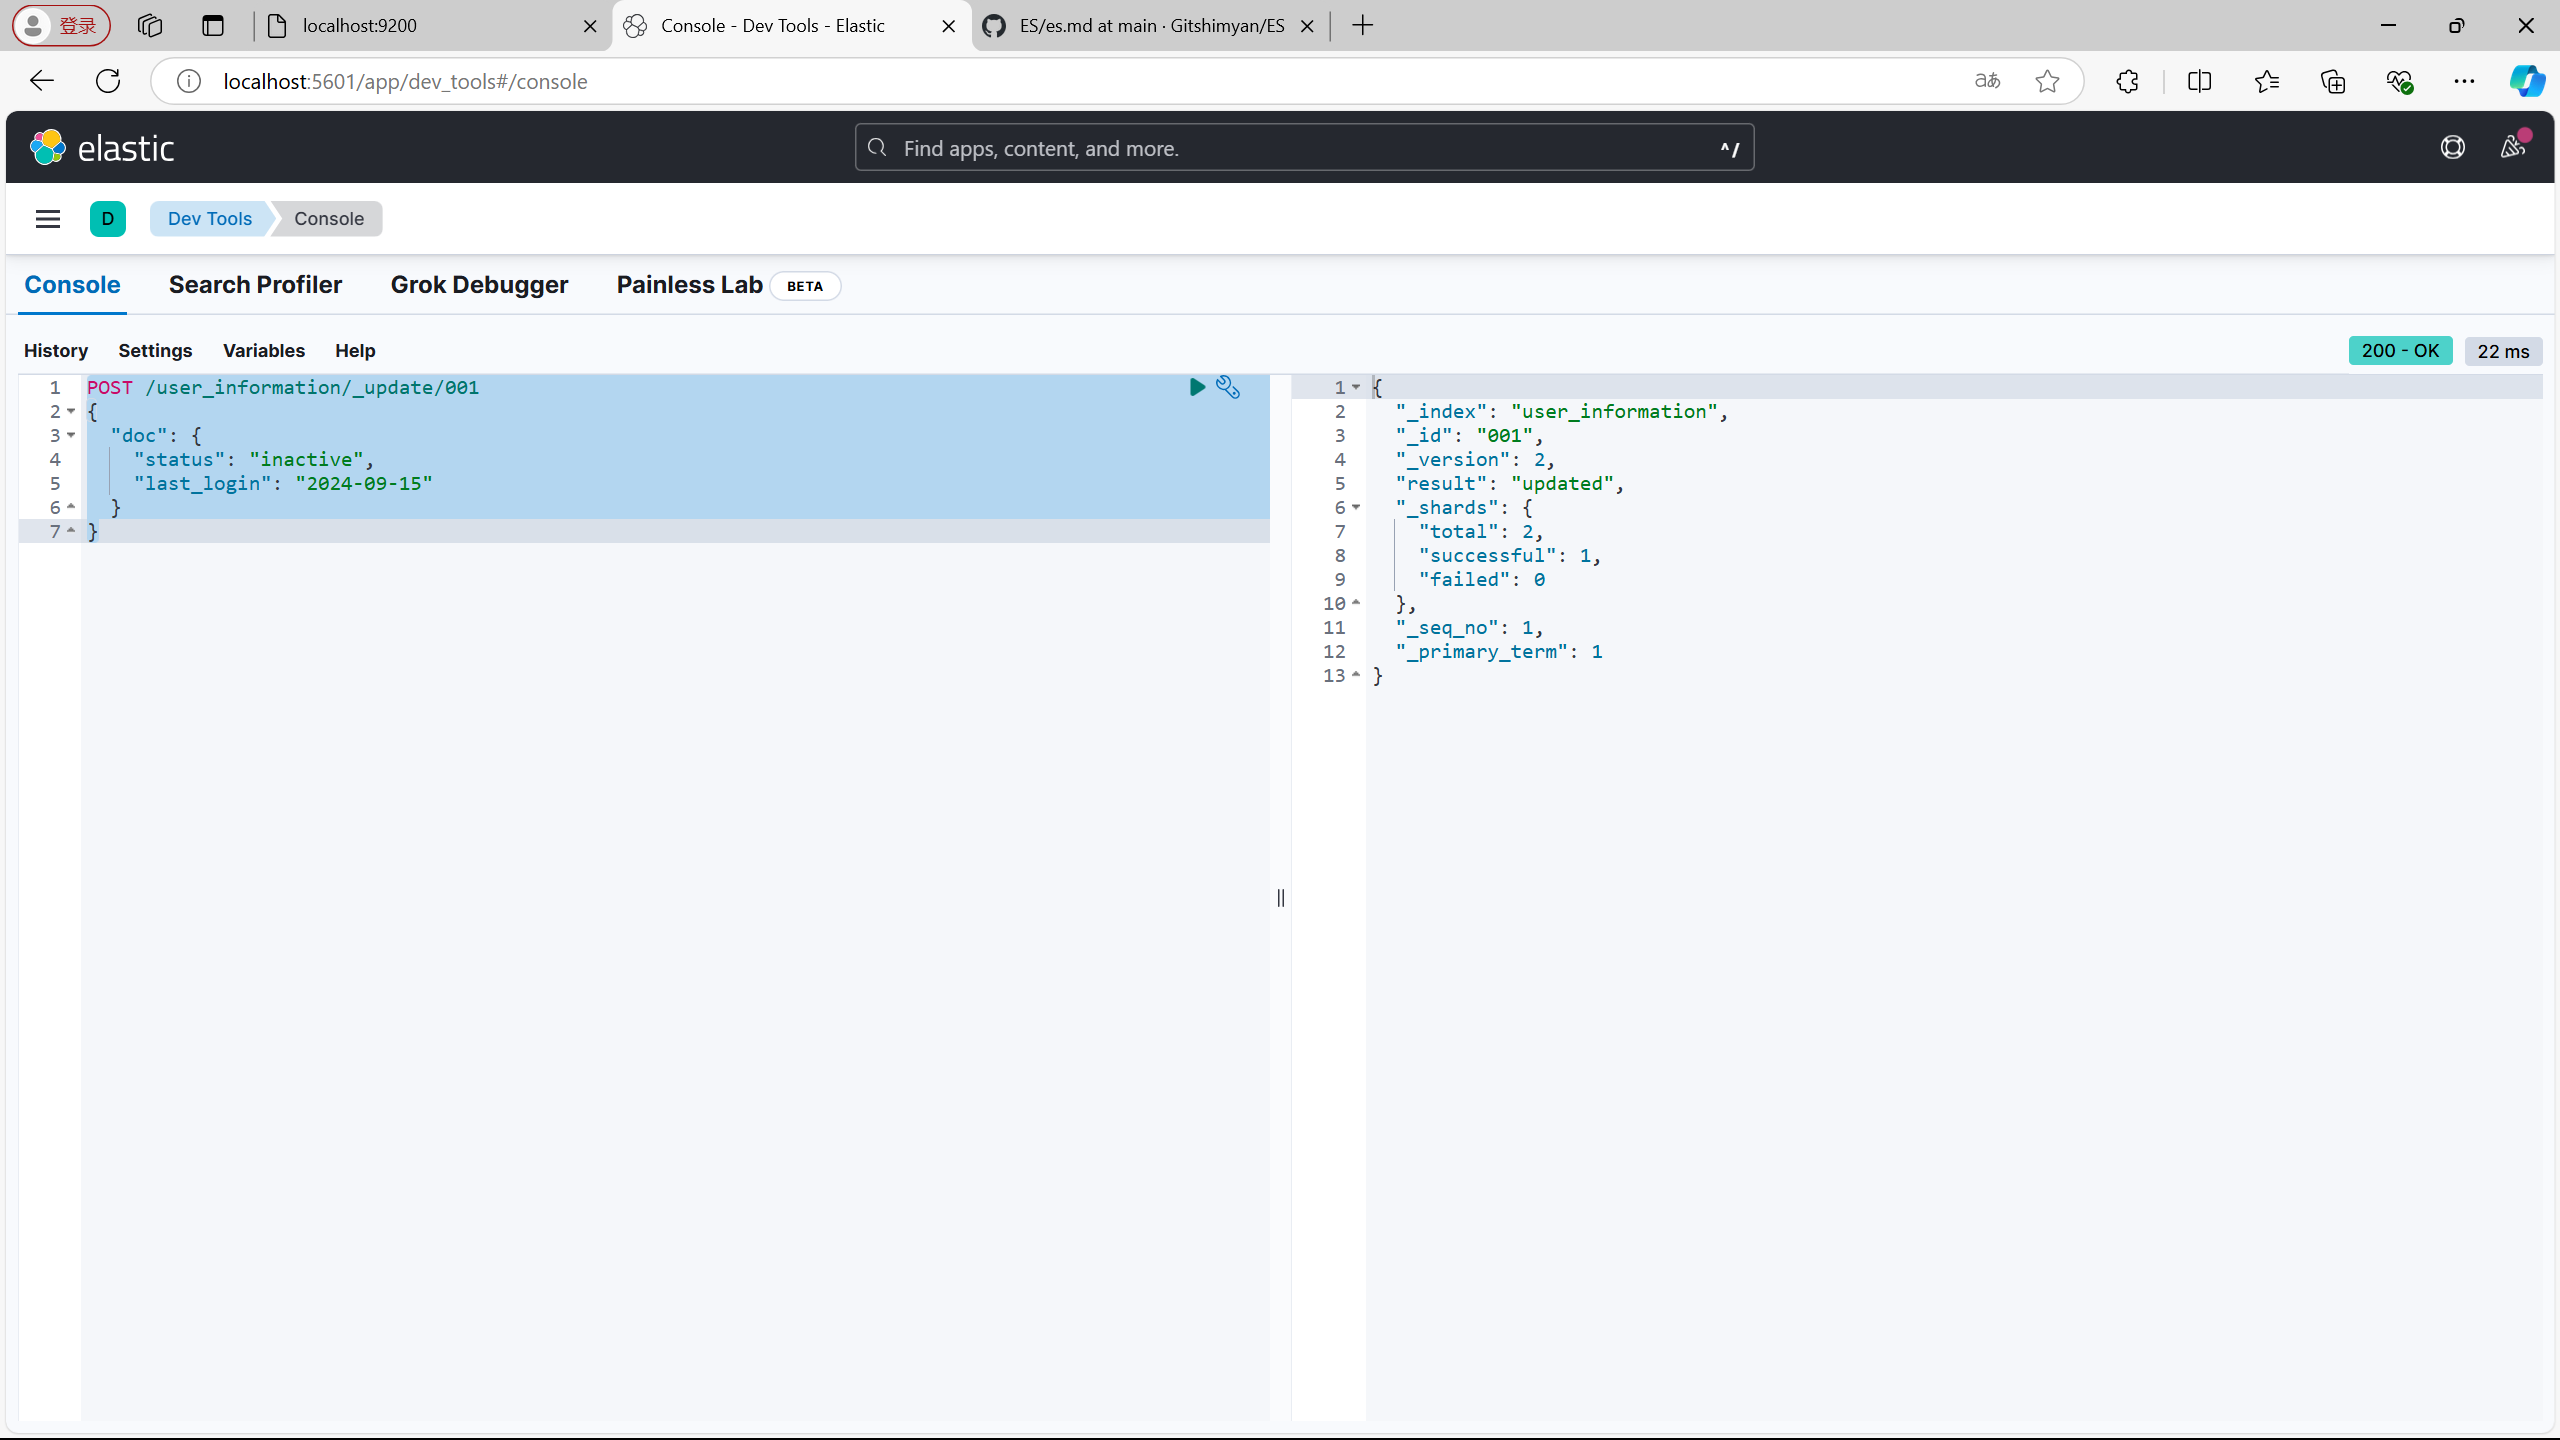 登录
localhost:9200
Console - Dev Tools - Elastic
ES/es.md at main · Gitshimyan/ES
localhost:5601/app/dev_tools#/console
aあ
elastic
Find apps, content, and more.
^/
D
Dev Tools
Console
Console
Search Profiler
Grok Debugger
Painless Lab
BETA
History
Settings
Variables
Help
200 - OK
22 ms
1 POST /user_information/_update/001
2 {
3 "doc": {
4 "status": "inactive",
5 "last_login": "2024-09-15"
6 }
7 }
1 {
2 "_index": "user_information",
3 "_id": "001",
4 "_version": 2,
5 "result": "updated",
6 "_shards": {
7 "total": 2,
8 "successful": 1,
9 "failed": 0
10 },
11 "_seq_no": 1,
12 "_primary_term": 1
13 }